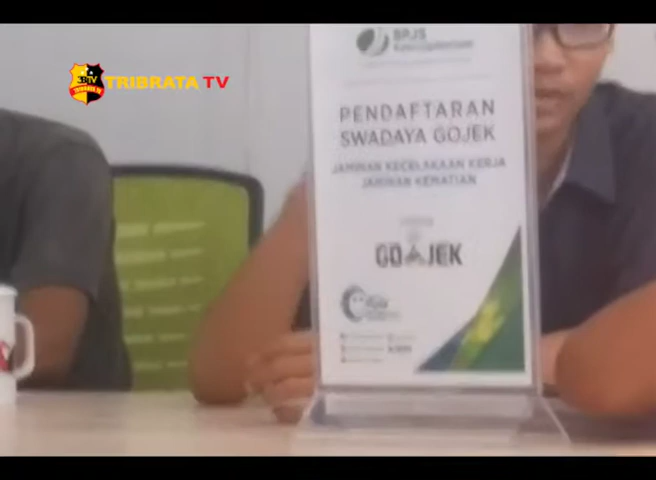 TRIBRATA TV
BPJS
Ketenagakerjaan
PENDAFTARAN
SWADAYA GOJEK
JAMINAN KECELAKAAN KERJA
JAMINAN KEMATIAN
GOJEK